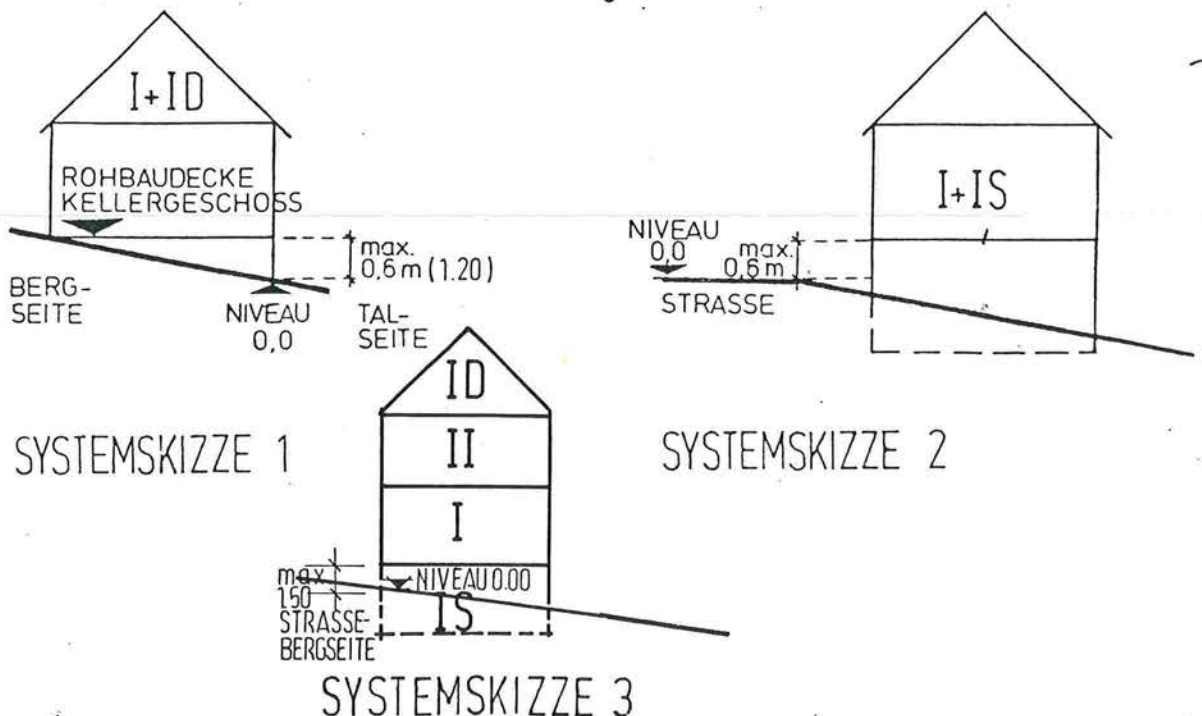 I+ID
ROHBAUDECKE
KELLERGESCHOSS
max.
0,6 m (1.20)
BERG-
SEITE
NIVEAU
0,0
TAL-
SEITE
SYSTEMSKIZZE 1
I+IS
NIVEAU
0,0
max.
0,6 m
STRASSE
SYSTEMSKIZZE 2
ID
II
I
max
1.50
NIVEAU 0.00
IS
STRASSE-
BERGSEITE
SYSTEMSKIZZE 3